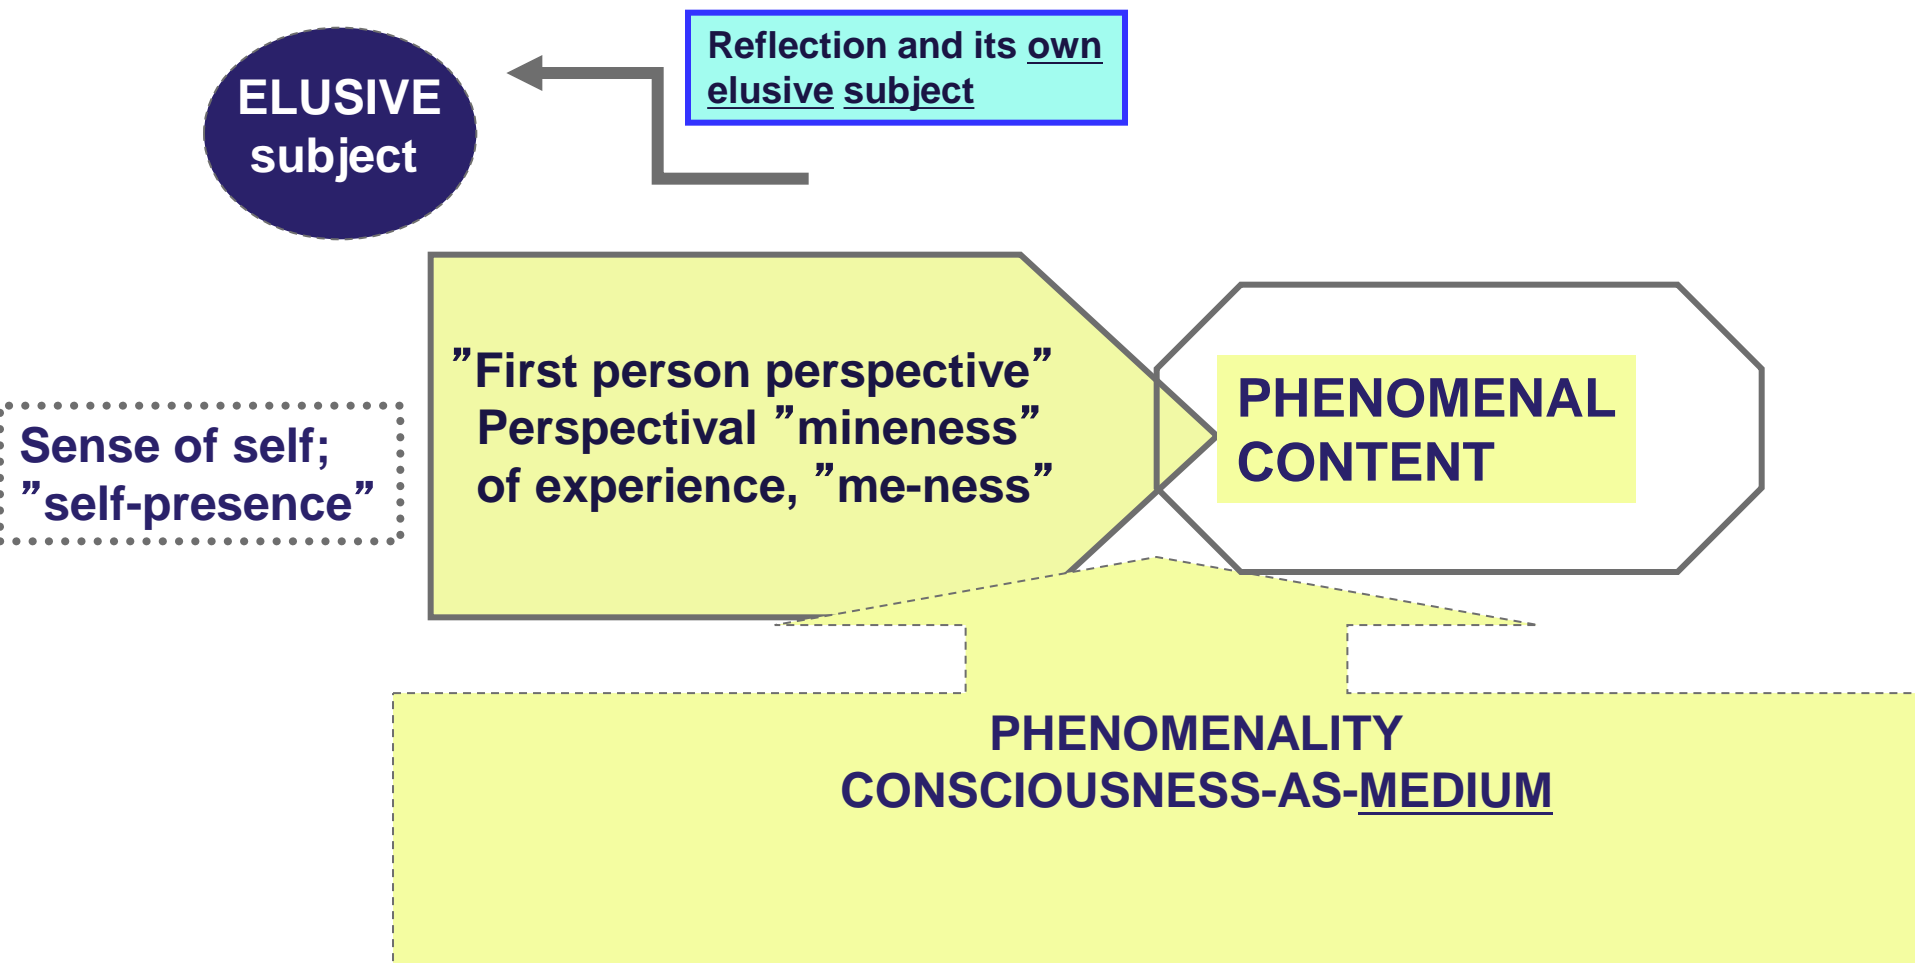 Reflection and its own
elusive subject
ELUSIVE
subject
”First person perspective”
Perspectival ”mineness”
of experience, ”me-ness”
PHENOMENAL
CONTENT
Sense of self;
”self-presence”
PHENOMENALITY
CONSCIOUSNESS-AS-MEDIUM